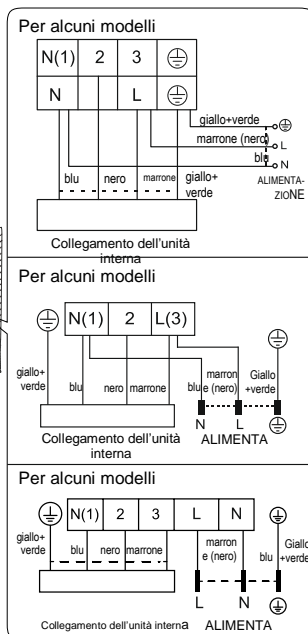 Per alcuni modelli
N(1) 2 3
N L
giallo+verde
marrone (nero) L
blu N
blu nero marrone giallo+
verde
ALIMENTA-
ZIONE
Collegamento dell'unità
interna
Per alcuni modelli
N(1) 2 L(3)
giallo+
verde
blu nero marrone
blu
marron
e (nero)
Giallo
+verde
N L
Collegamento dell'unità
interna
ALIMENTA
Per alcuni modelli
N(1) 2 3 L N
giallo+
verde
blu nero marrone
marron
e (nero)
blu
Giallo
+verde
L N
Collegamento dell'unità interna ALIMENTA